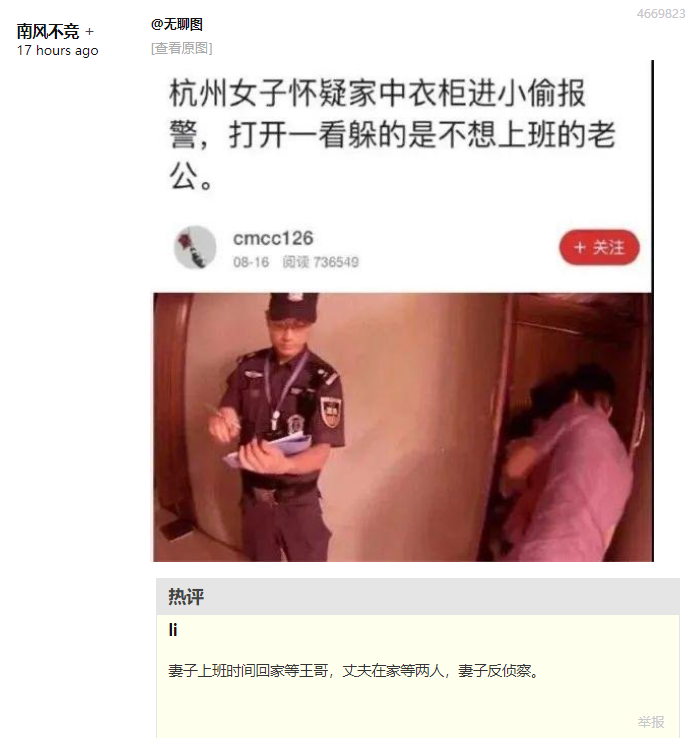 南风不竞 +
17 hours ago
@无聊图
[查看原图]
4669823
杭州女子怀疑家中衣柜进小偷报
警，打开一看躲的是不想上班的老
公。
cmcc126
08-16 阅读 736549
+ 关注
热评
li
妻子上班时间回家等王哥，丈夫在家等两人，妻子反侦察。
举报